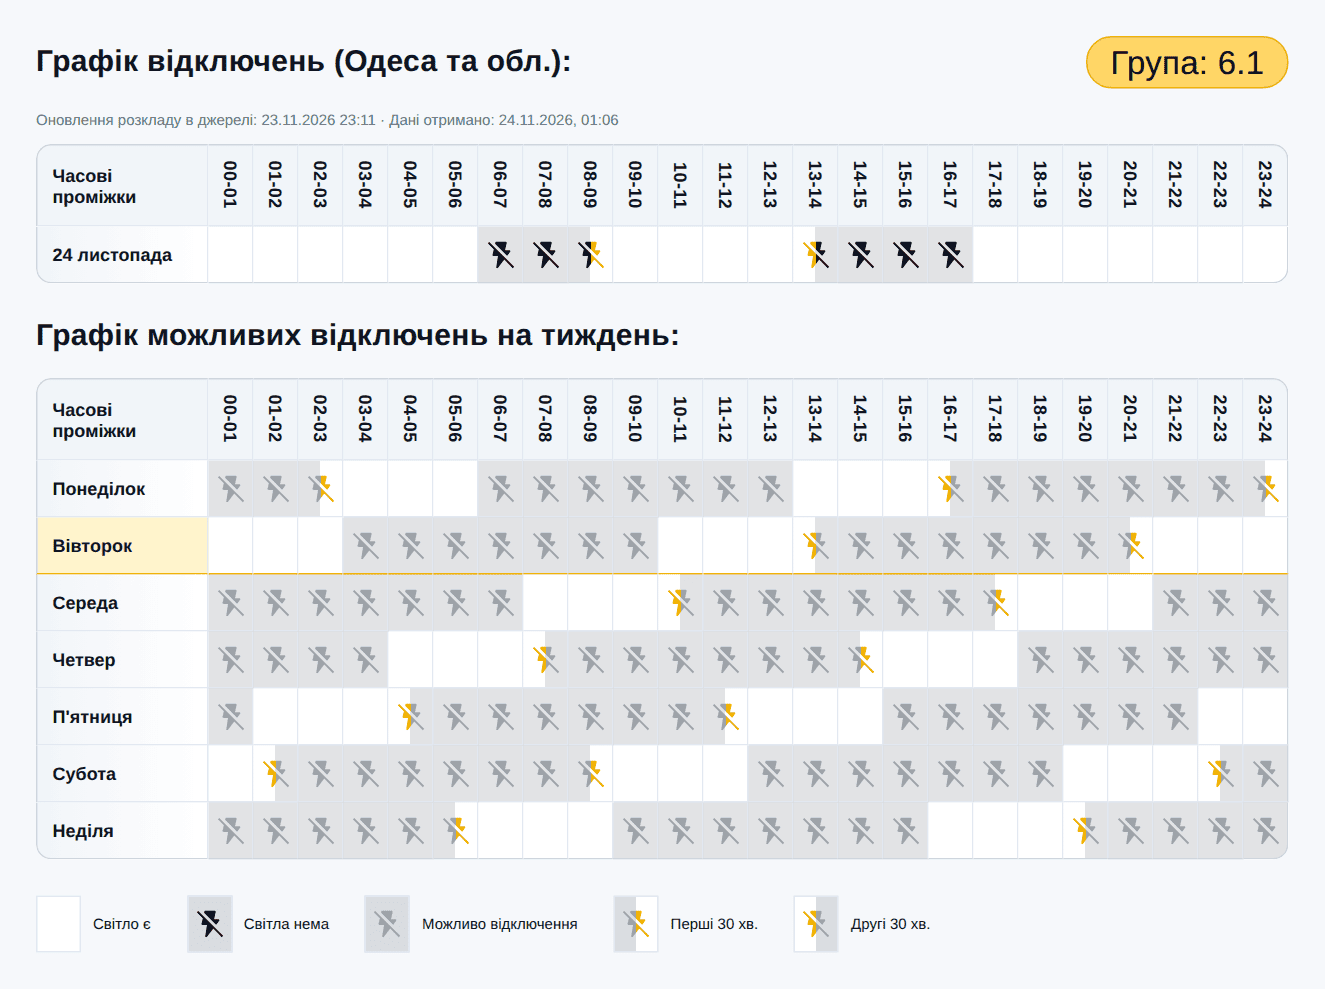 Графік відключень (Одеса та обл.):
Група: 6.1
Оновлення розкладу в джерелі: 23.11.2026 23:11 · Дані отримано: 24.11.2026, 01:06
Часові проміжки 00-01 01-02 02-03 03-04 04-05 05-06 06-07 07-08 08-09 09-10 10-11 11-12 12-13 13-14 14-15 15-16 16-17 17-18 18-19 19-20 20-21 21-22 22-23 23-24
24 листопада
Графік можливих відключень на тиждень:
Часові проміжки 00-01 01-02 02-03 03-04 04-05 05-06 06-07 07-08 08-09 09-10 10-11 11-12 12-13 13-14 14-15 15-16 16-17 17-18 18-19 19-20 20-21 21-22 22-23 23-24
Понеділок
Вівторок
Середа
Четвер
П'ятниця
Субота
Неділя
Світло є Світла нема Можливо відключення Перші 30 хв. Другі 30 хв.